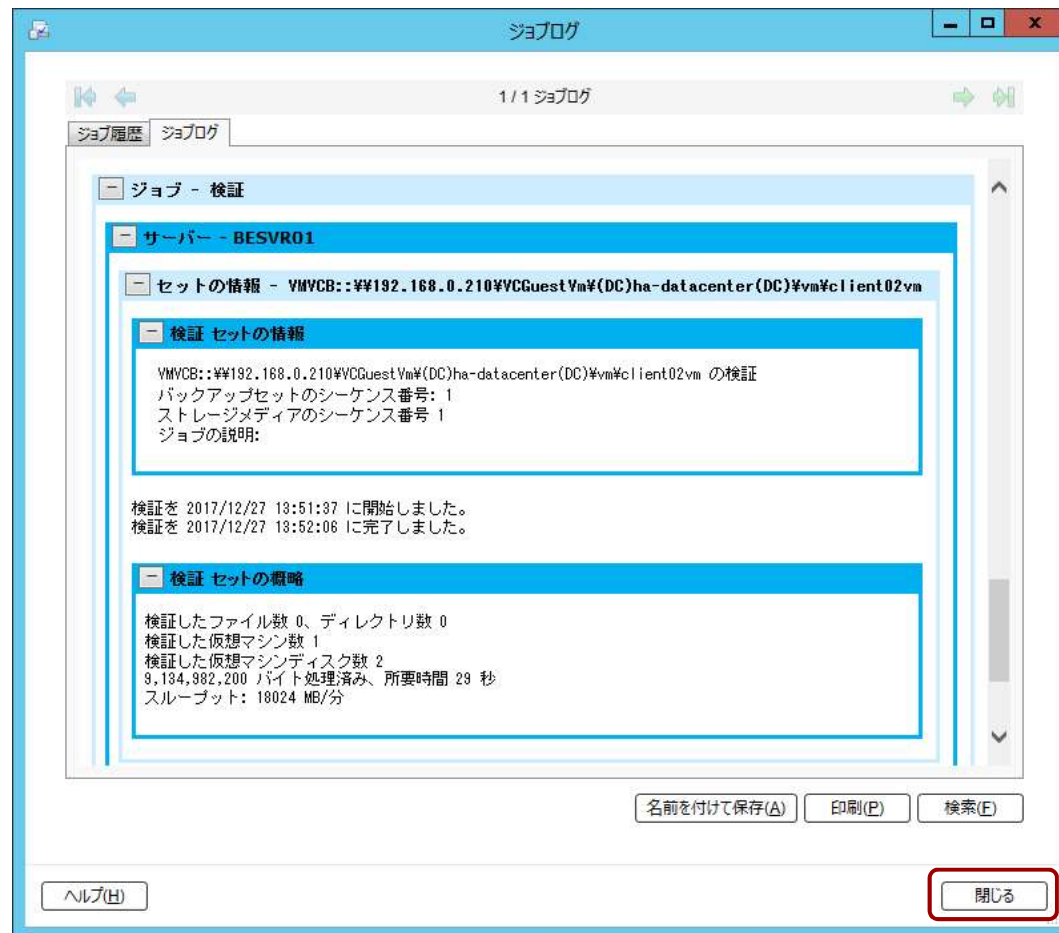 ジョブログ
1 / 1 ジョブログ
ジョブ履歴 ジョブログ
ジョブ - 検証
サーバー - BESVR01
セットの情報 - VMVCB::¥¥192.168.0.210¥VCGuestVm¥(DC)ha-datacenter(DC)¥vm¥client02vm
検証 セットの情報
VMVCB::¥¥192.168.0.210¥VCGuestVm¥(DC)ha-datacenter(DC)¥vm¥client02vm の検証
バックアップセットのシーケンス番号: 1
ストレージメディアのシーケンス番号 1
ジョブの説明:
検証を 2017/12/27 13:51:37 に開始しました。
検証を 2017/12/27 13:52:06 に完了しました。
検証 セットの概略
検証したファイル数 0、ディレクトリ数 0
検証した仮想マシン数 1
検証した仮想マシンディスク数 2
9,134,982,200 バイト処理済み、所要時間 29 秒
スループット: 18024 MB/分
名前を付けて保存(A) 印刷(P) 検索(F)
ヘルプ(H) 閉じる